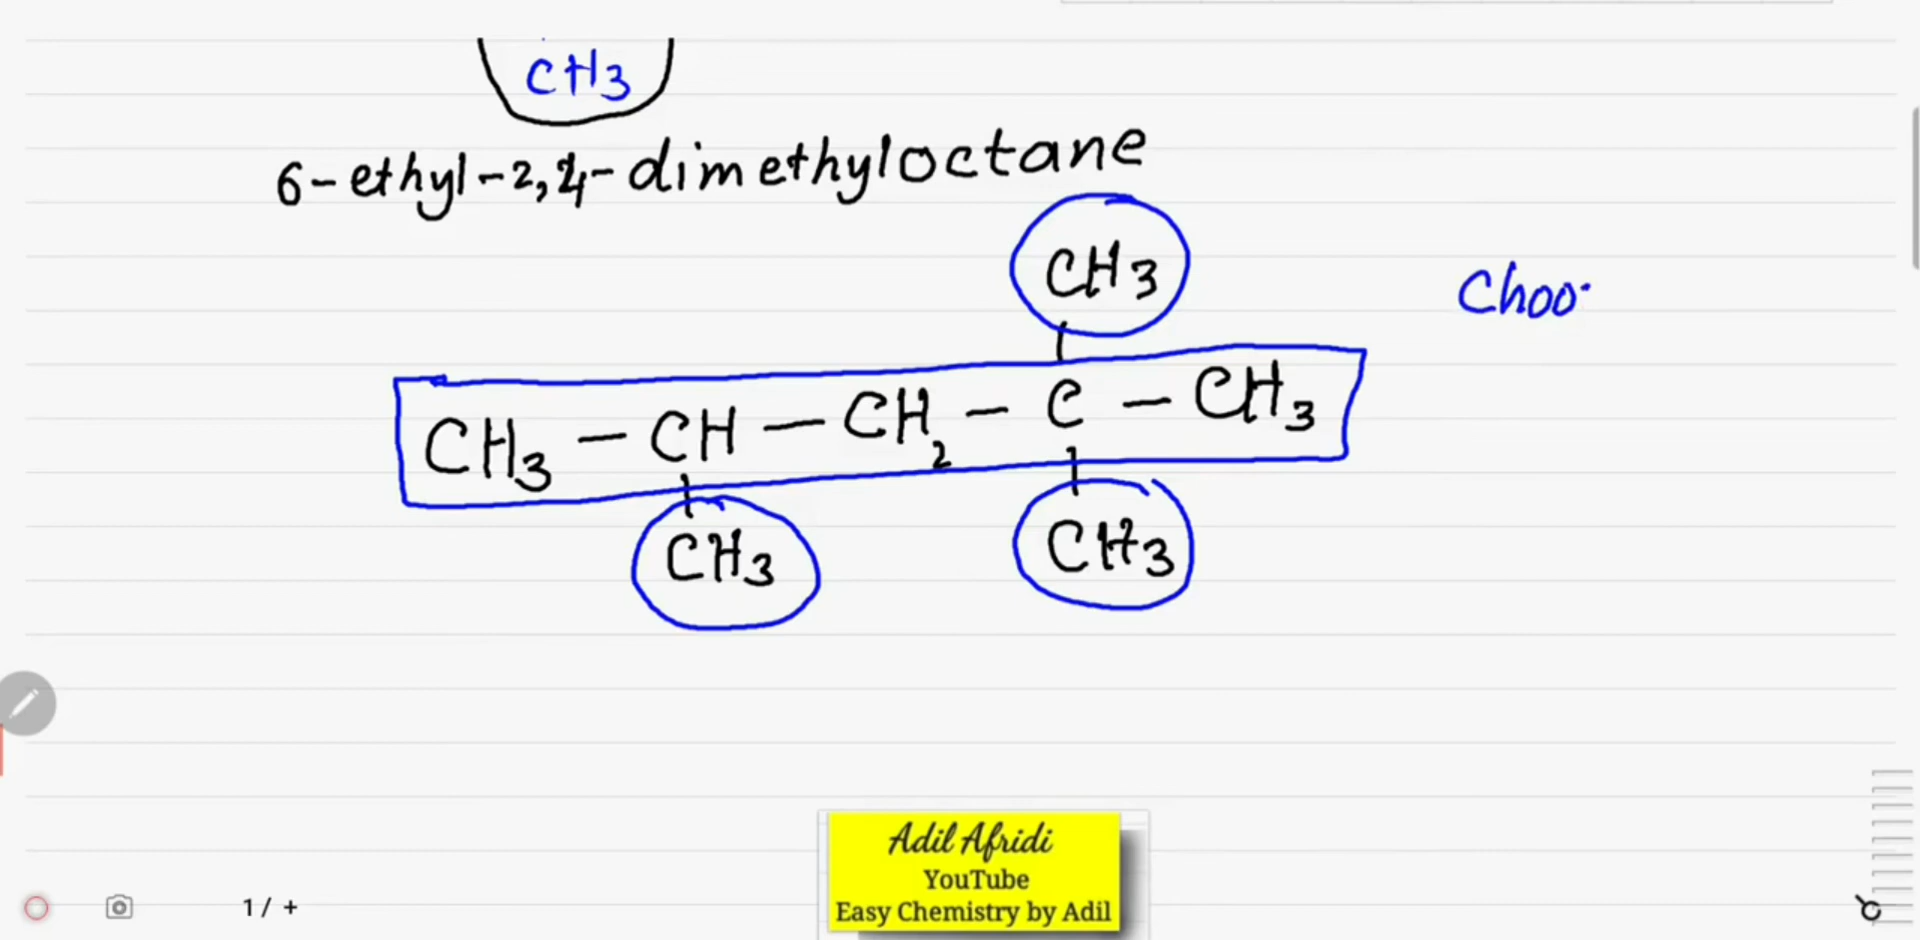 CH3
6-ethyl-2,4-dimethyloctane
CH3
Choo
CH3 - CH - CH2 - C - CH3
CH3 CH3
Adil Afridi
YouTube
Easy Chemistry by Adil
1 / +